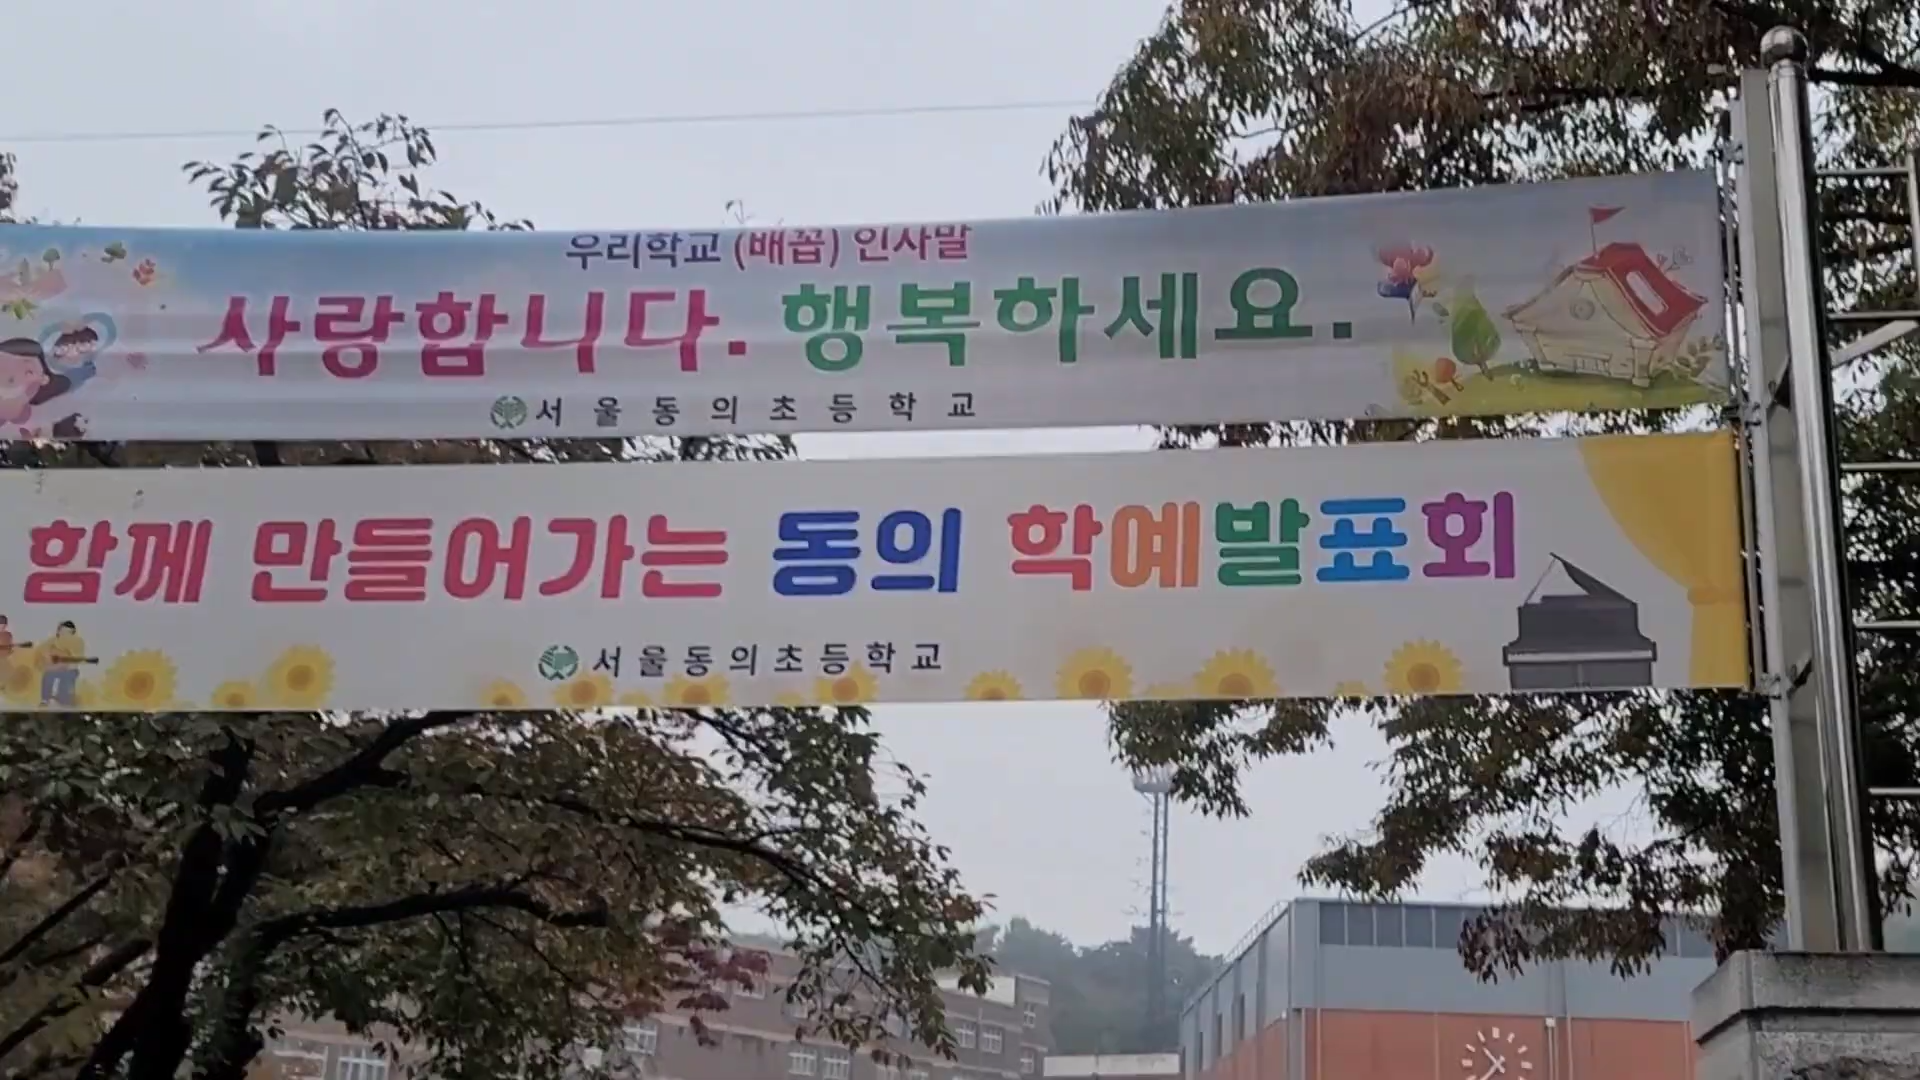 우리학교 (배꼽) 인사말
사랑합니다. 행복하세요.
서울동의초등학교
함께 만들어가는 동의 학예발표회
서울동의초등학교